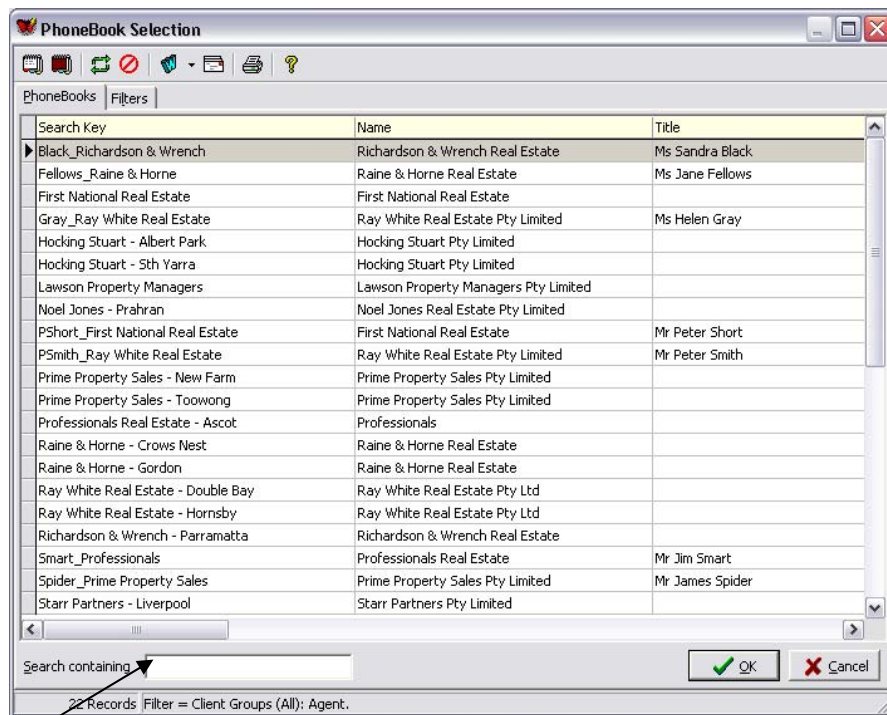 PhoneBook Selection
PhoneBooks Filters
Search Key Name Title
Black_Richardson & Wrench Richardson & Wrench Real Estate Ms Sandra Black
Fellows_Raine & Horne Raine & Horne Real Estate Ms Jane Fellows
First National Real Estate First National Real Estate
Gray_Ray White Real Estate Ray White Real Estate Pty Limited Ms Helen Gray
Hocking Stuart - Albert Park Hocking Stuart Pty Limited
Hocking Stuart - Sth Yarra Hocking Stuart Pty Limited
Lawson Property Managers Lawson Property Managers Pty Limited
Noel Jones - Prahran Noel Jones Real Estate Pty Limited
PShort_First National Real Estate First National Real Estate Mr Peter Short
PSmith_Ray White Real Estate Ray White Real Estate Pty Limited Mr Peter Smith
Prime Property Sales - New Farm Prime Property Sales Pty Limited
Prime Property Sales - Toowong Prime Property Sales Pty Limited
Professionals Real Estate - Ascot Professionals
Raine & Horne - Crows Nest Raine & Horne Real Estate
Raine & Horne - Gordon Raine & Horne Real Estate
Ray White Real Estate - Double Bay Ray White Real Estate Pty Ltd
Ray White Real Estate - Hornsby Ray White Real Estate Pty Ltd
Richardson & Wrench - Parramatta Richardson & Wrench Real Estate
Smart_Professionals Professionals Real Estate Mr Jim Smart
Spider_Prime Property Sales Prime Property Sales Pty Limited Mr James Spider
Starr Partners - Liverpool Starr Partners Pty Limited
Search containing OK Cancel
22 Records Filter = Client Groups (All): Agent.